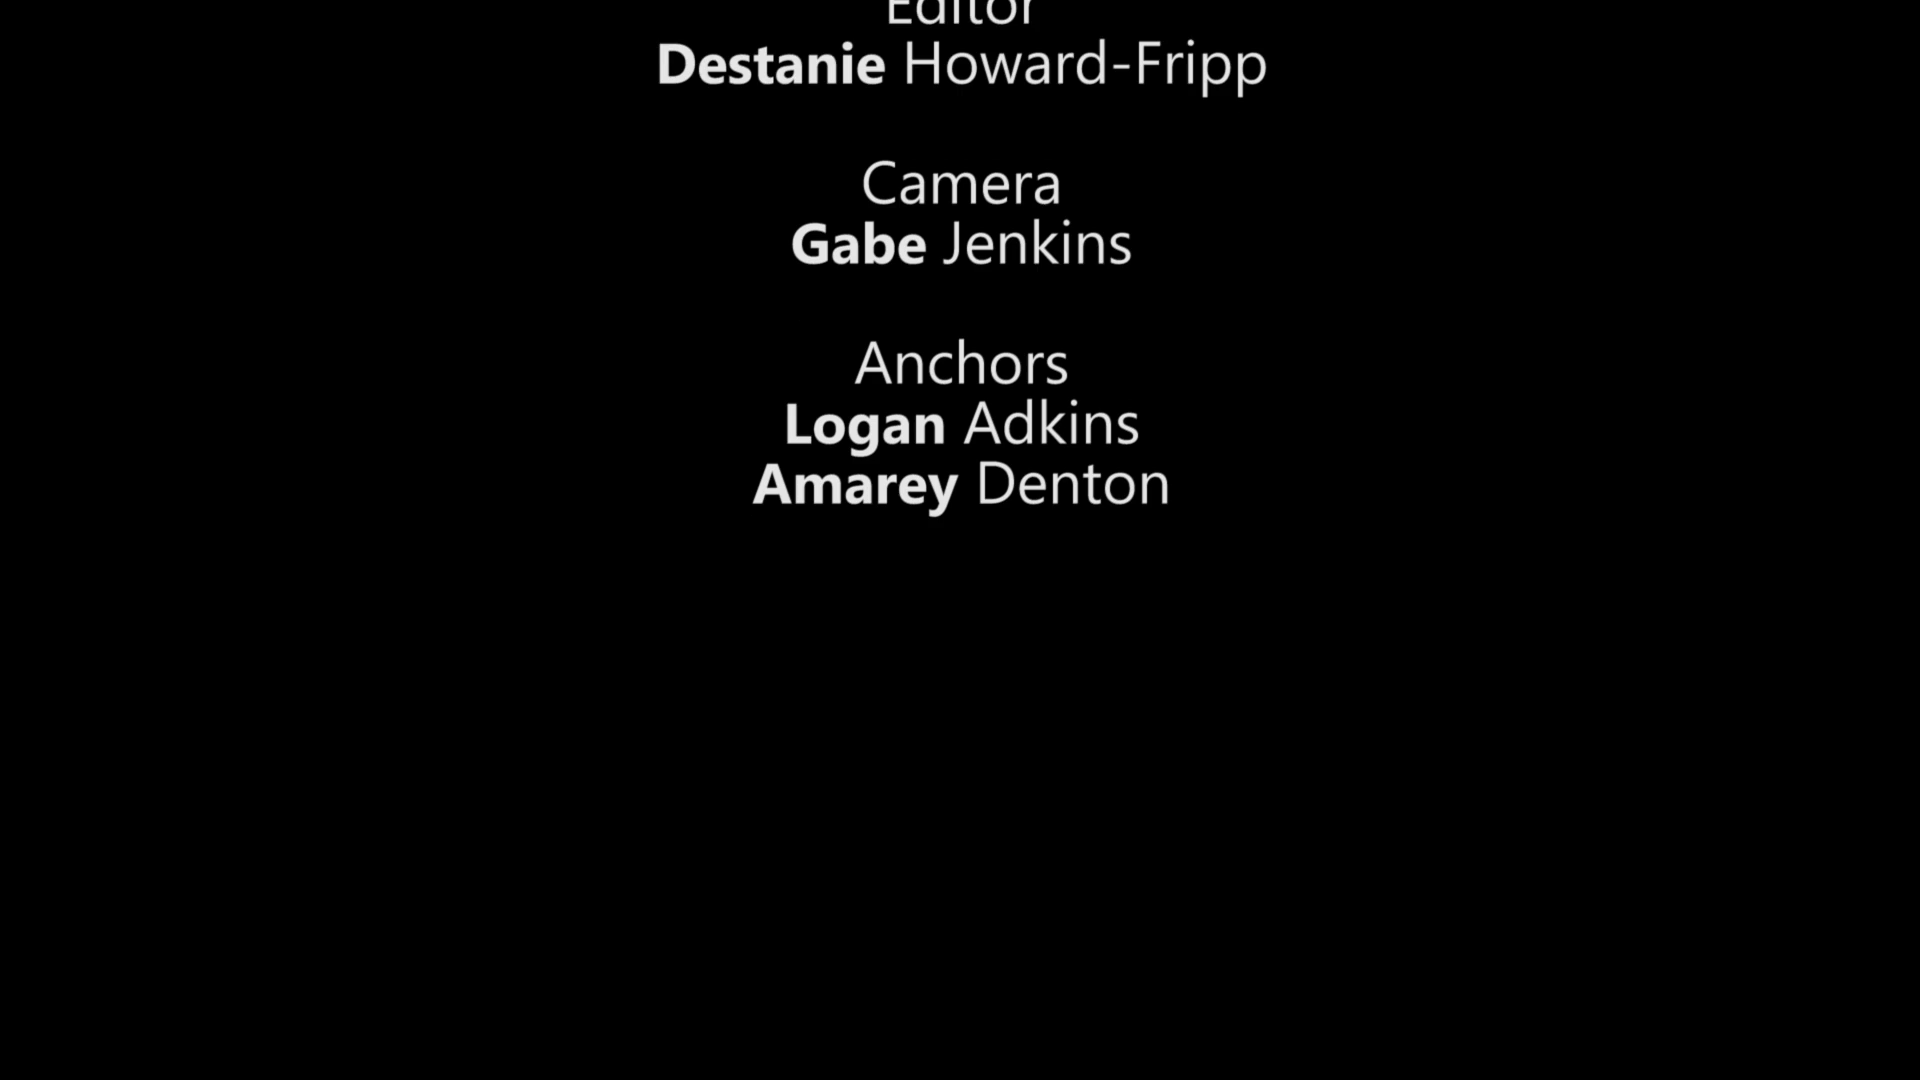 Editor
Destanie Howard-Fripp
Camera
Gabe Jenkins
Anchors
Logan Adkins
Amarey Denton